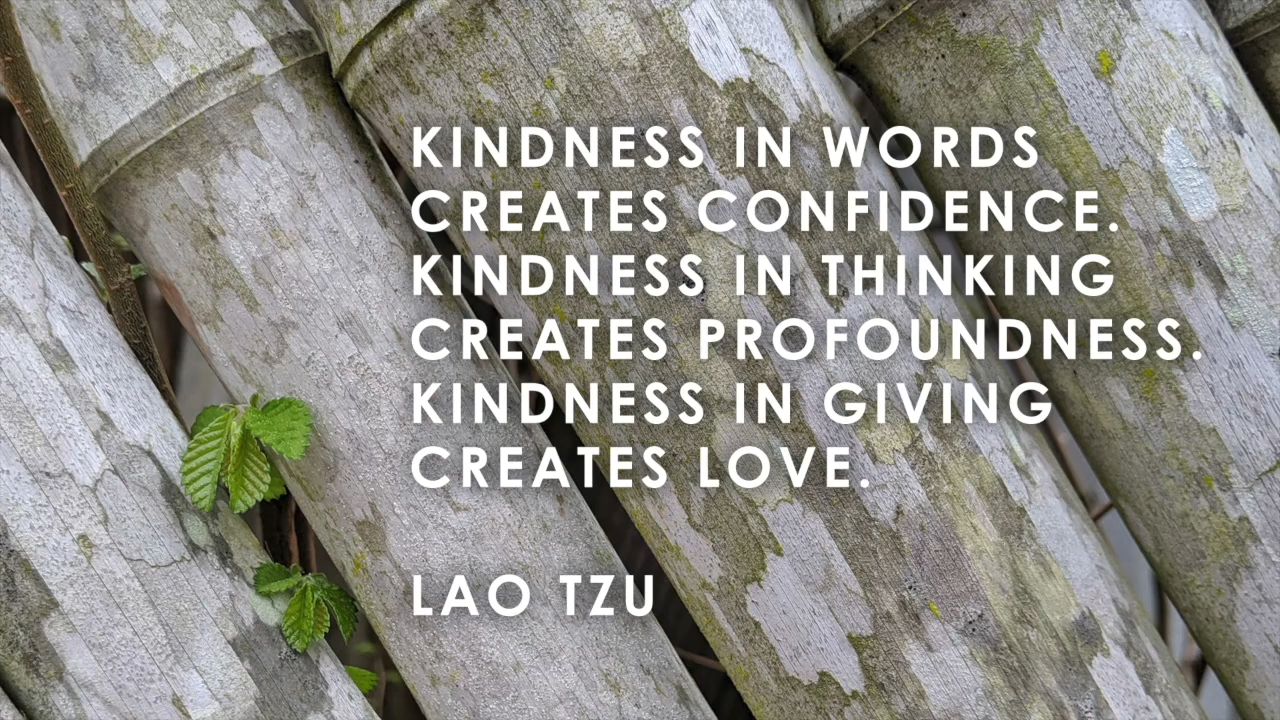 KINDNESS IN WORDS
CREATES CONFIDENCE.
KINDNESS IN THINKING
CREATES PROFOUNDNESS.
KINDNESS IN GIVING
CREATES LOVE.
LAO TZU